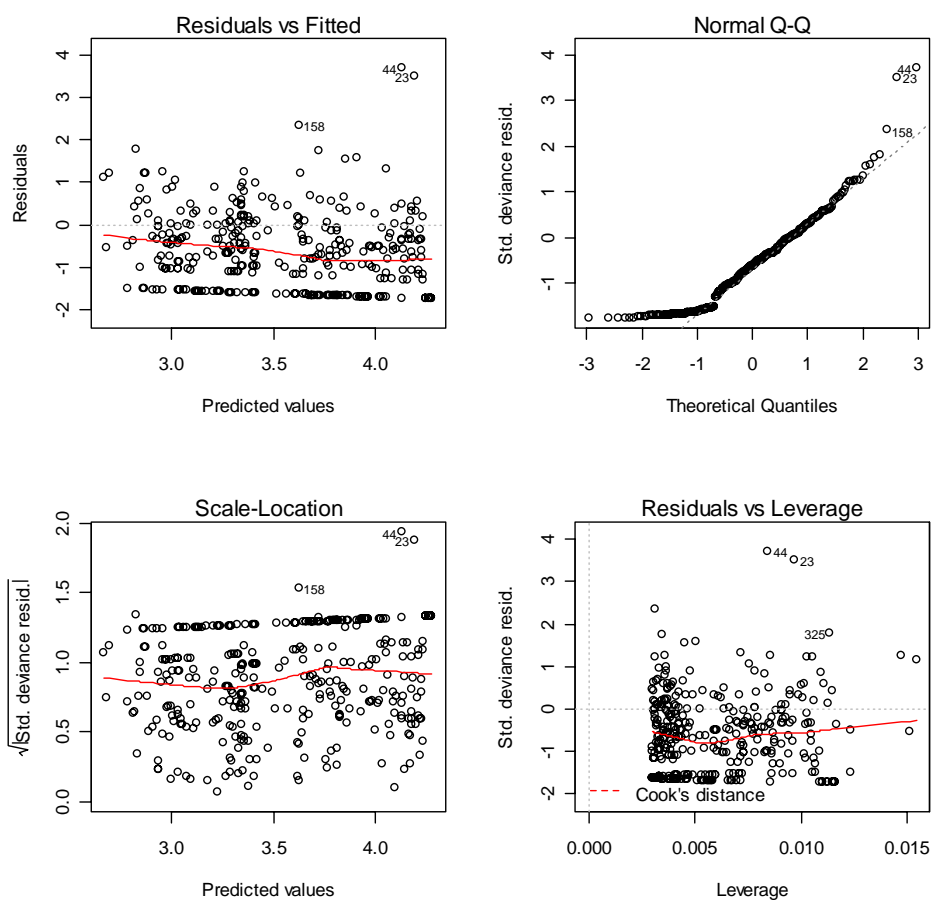 Residuals vs Fitted
Residuals
4
3
2
1
0
-1
-2
44
23
158
3.0 3.5 4.0
Predicted values
Normal Q-Q
Std. deviance resid.
4
3
2
1
0
-1
44
23
158
-3 -2 -1 0 1 2 3
Theoretical Quantiles
Scale-Location
√|Std. deviance resid.|
2.0
1.5
1.0
0.5
0.0
44
23
158
3.0 3.5 4.0
Predicted values
Residuals vs Leverage
Std. deviance resid.
4
3
2
1
0
-1
-2
44
23
325
Cook's distance
0.000 0.005 0.010 0.015
Leverage